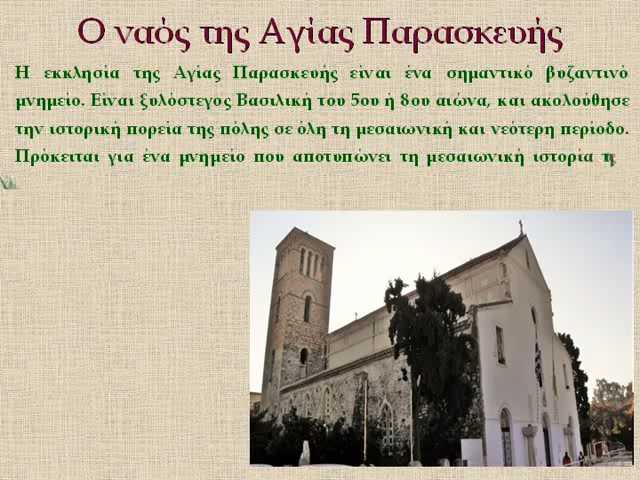 Ο ναός της Αγίας Παρασκευής
Η εκκλησία της Αγίας Παρασκευής είναι ένα σημαντικό βυζαντινό
μνημείο. Είναι ξυλόστεγος Βασιλική του 5ου ή 8ου αιώνα, και ακολούθησε
την ιστορική πορεία της πόλης σε όλη τη μεσαιωνική και νεότερη περίοδο.
Πρόκειται για ένα μνημείο που αποτυπώνει τη μεσαιωνική ιστορία